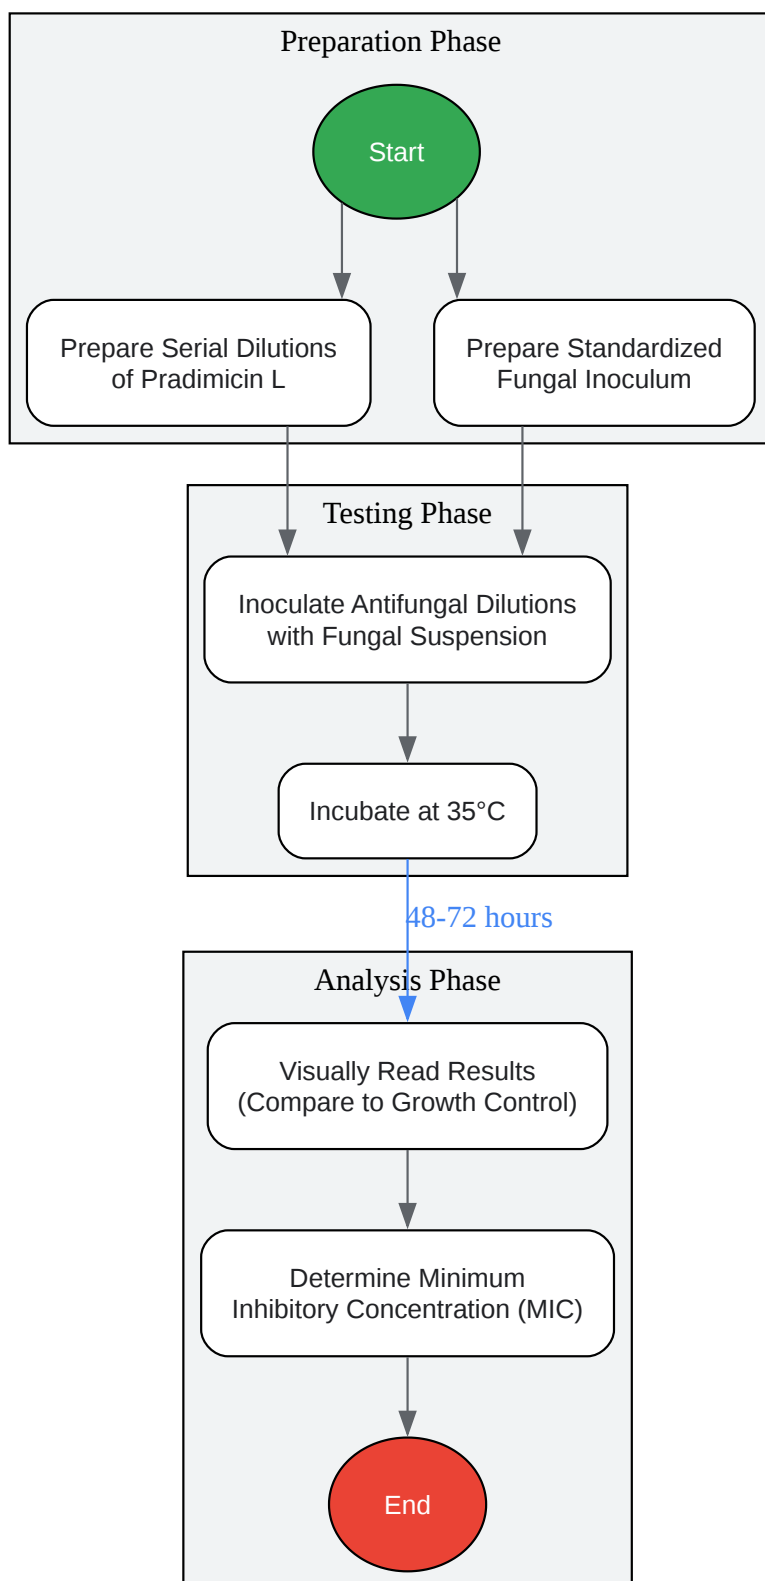 Preparation Phase
Start
Prepare Serial Dilutions
of Pradimicin L
Prepare Standardized
Fungal Inoculum
Testing Phase
Inoculate Antifungal Dilutions
with Fungal Suspension
Incubate at 35°C
48-72 hours
Analysis Phase
Visually Read Results
(Compare to Growth Control)
Determine Minimum
Inhibitory Concentration (MIC)
End